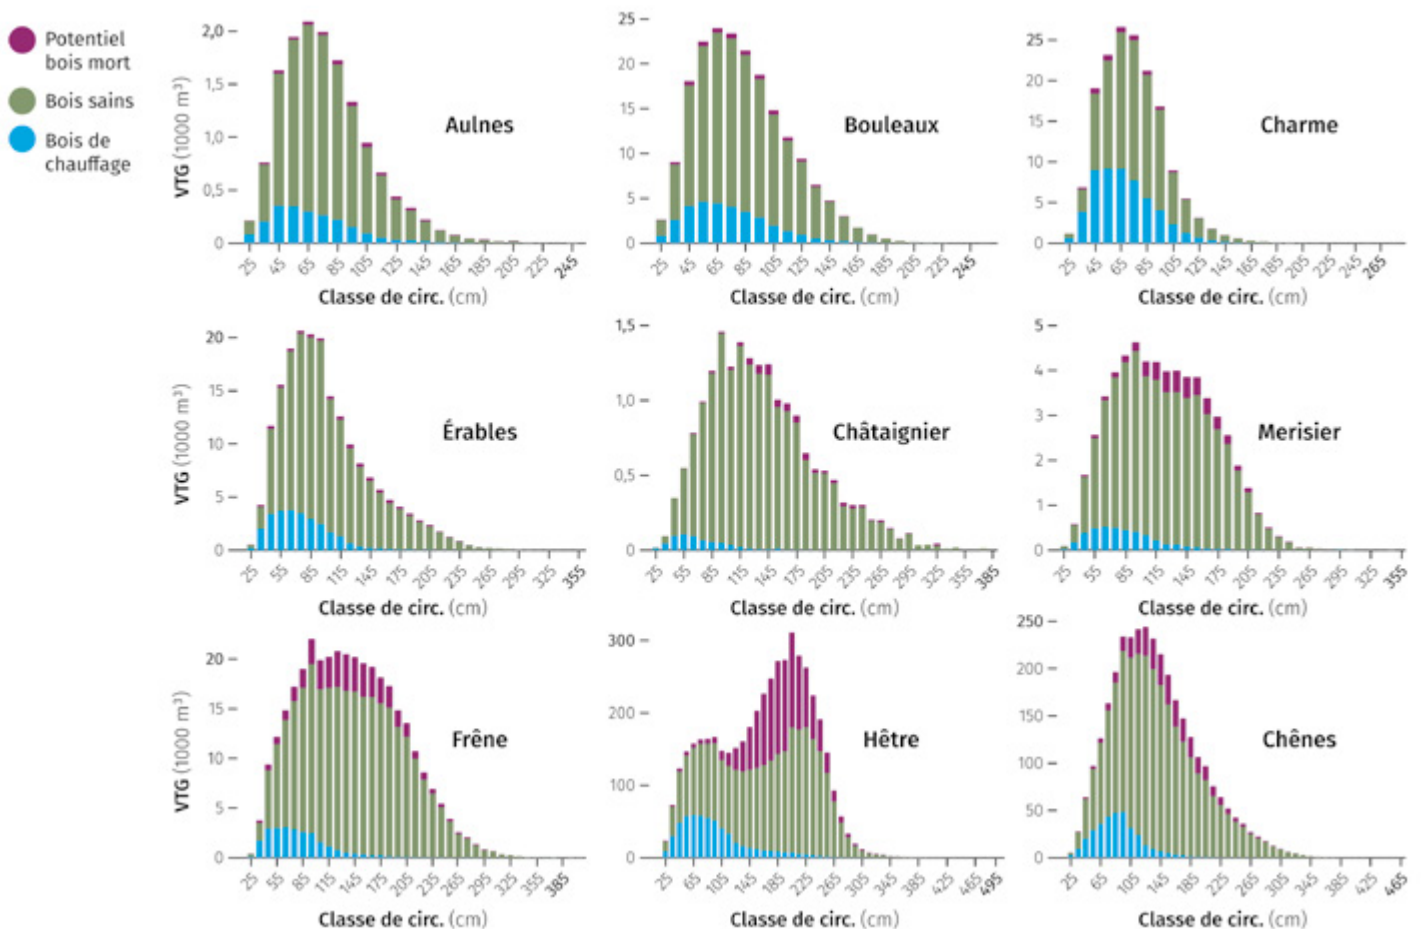 Potentiel
bois mort
Bois sains
Bois de
chauffage
VTG (1000 m³)
2,0
1,5
1,0
0,5
0
Aulnes
25 45 65 85 105 125 145 165 185 205 225 245
Classe de circ. (cm)
25
20
15
10
5
0
Bouleaux
25 45 65 85 105 125 145 165 185 205 225 245
Classe de circ. (cm)
25
20
15
10
5
0
Charme
25 45 65 85 105 125 145 165 185 205 225 245 265
Classe de circ. (cm)
VTG (1000 m³)
20
15
10
5
0
Érables
25 55 85 115 145 175 205 235 265 295 325 355
Classe de circ. (cm)
1,5
1,0
0,5
0
Châtaignier
25 55 85 115 145 175 205 235 265 295 325 385
Classe de circ. (cm)
5
4
3
2
1
0
Merisier
25 55 85 115 145 175 205 235 265 295 325 355
Classe de circ. (cm)
VTG (1000 m³)
20
15
10
5
0
Frêne
25 55 85 115 145 175 205 235 265 295 325 355 385
Classe de circ. (cm)
300
200
100
0
Hêtre
25 65 105 145 185 225 265 305 345 385 425 465 495
Classe de circ. (cm)
250
200
150
100
50
0
Chênes
25 65 105 145 185 225 265 305 345 385 425 465
Classe de circ. (cm)